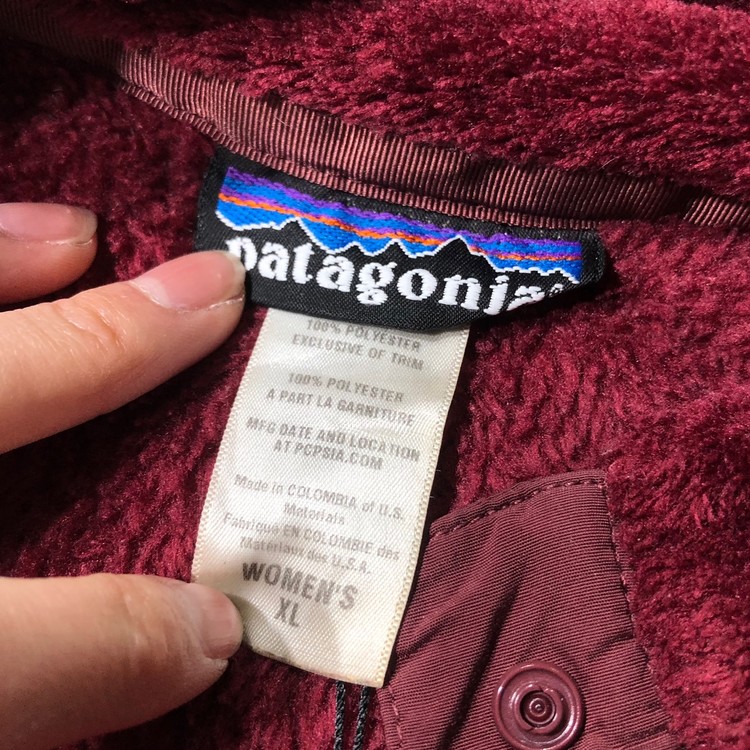 patagonia®
100% POLYESTER
EXCLUSIVE OF TRIM
100% POLYESTER
A PART LA GARNITURE
MFG DATE AND LOCATION
AT PCPSIA.COM
Made in COLOMBIA of U.S.
Materials
Fabriqué EN COLOMBIE des
Matériaux des U.S.A.
WOMEN'S
XL